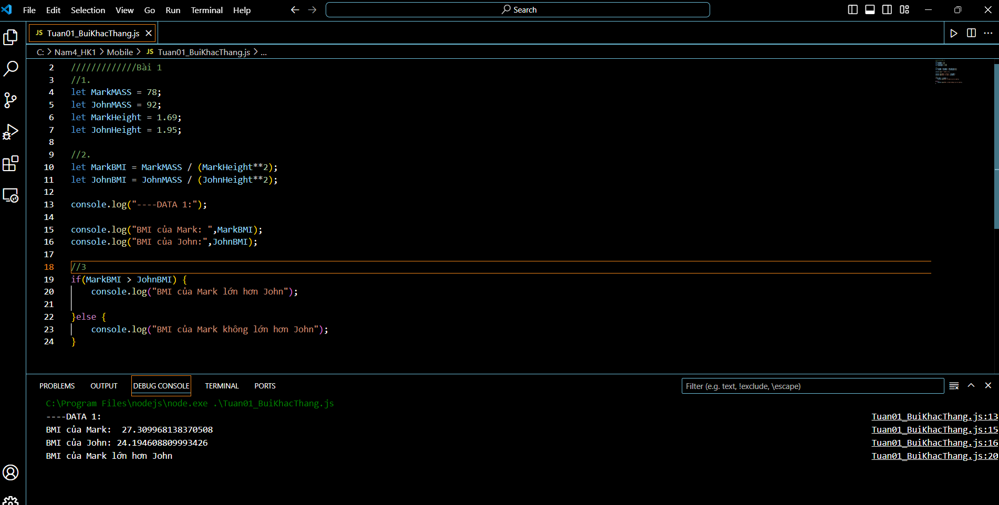 File Edit Selection View Go Run Terminal Help
Search
JS Tuan01_BuiKhacThang.js
C: > Nam4_HK1 > Mobile > JS Tuan01_BuiKhacThang.js > ...
2 /////////////Bài 1
3 //1.
4 let MarkMASS = 78;
5 let JohnMASS = 92;
6 let MarkHeight = 1.69;
7 let JohnHeight = 1.95;
8
9 //2.
10 let MarkBMI = MarkMASS / (MarkHeight**2);
11 let JohnBMI = JohnMASS / (JohnHeight**2);
12
13 console.log("----DATA 1:");
14
15 console.log("BMI của Mark: ",MarkBMI);
16 console.log("BMI của John:",JohnBMI);
17
18 //3
19 if(MarkBMI > JohnBMI) {
20 console.log("BMI của Mark lớn hơn John");
21
22 }else {
23 console.log("BMI của Mark không lớn hơn John");
24 }
PROBLEMS OUTPUT DEBUG CONSOLE TERMINAL PORTS
Filter (e.g. text, !exclude, \escape)
C:\Program Files\nodejs\node.exe .\Tuan01_BuiKhacThang.js
----DATA 1: Tuan01_BuiKhacThang.js:13
BMI của Mark:  27.309968138370508 Tuan01_BuiKhacThang.js:15
BMI của John: 24.194608809993426 Tuan01_BuiKhacThang.js:16
BMI của Mark lớn hơn John Tuan01_BuiKhacThang.js:20